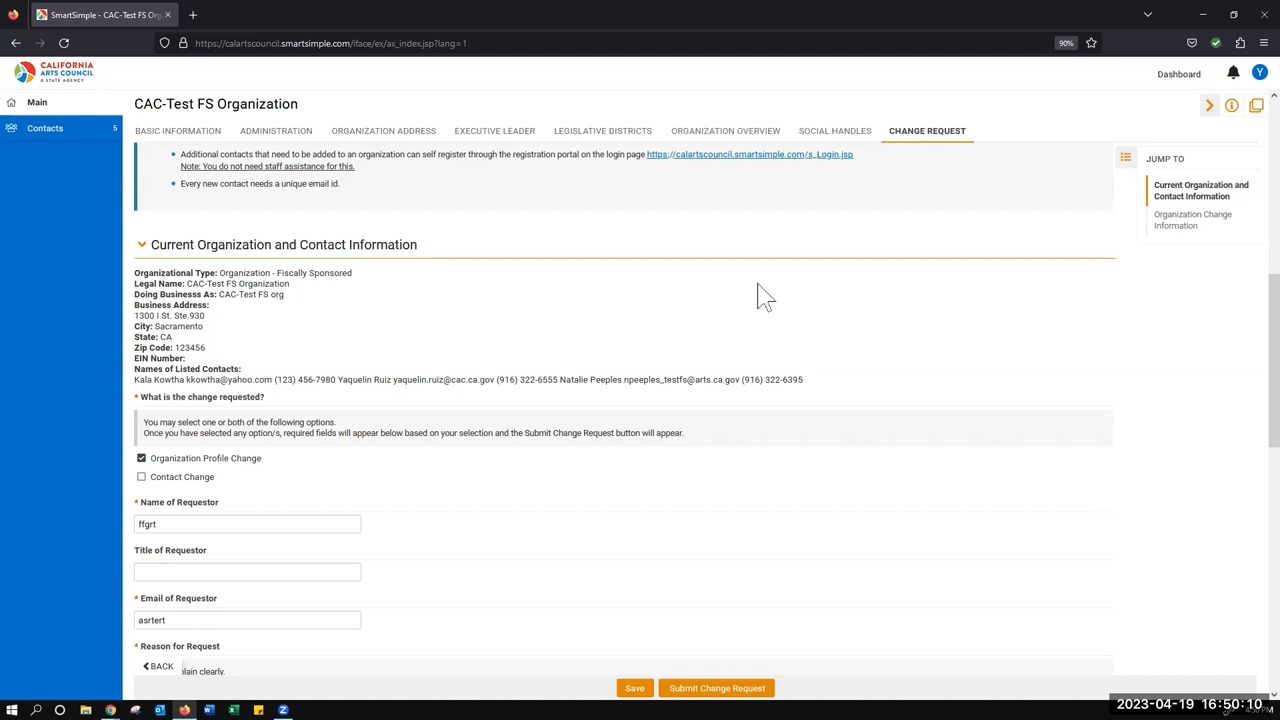 SmartSimple - CAC-Test FS Org
https://calartscouncil.smartsimple.com/iface/ex/ax_index.jsp?lang=1
90%
CALIFORNIA
ARTS COUNCIL
A STATE AGENCY
Dashboard
Y
Main
Contacts 5
CAC-Test FS Organization
BASIC INFORMATION ADMINISTRATION ORGANIZATION ADDRESS EXECUTIVE LEADER LEGISLATIVE DISTRICTS ORGANIZATION OVERVIEW SOCIAL HANDLES CHANGE REQUEST
Additional contacts that need to be added to an organization can self register through the registration portal on the login page https://calartscouncil.smartsimple.com/s_Login.jsp
Note: You do not need staff assistance for this.
Every new contact needs a unique email id.
JUMP TO
Current Organization and
Contact Information
Organization Change
Information
Current Organization and Contact Information
Organizational Type: Organization - Fiscally Sponsored
Legal Name: CAC-Test FS Organization
Doing Businesss As: CAC-Test FS org
Business Address:
1300 I St. Ste.930
City: Sacramento
State: CA
Zip Code: 123456
EIN Number:
Names of Listed Contacts:
Kala Kowtha kkowtha@yahoo.com (123) 456-7980 Yaquelin Ruiz yaquelin.ruiz@cac.ca.gov (916) 322-6555 Natalie Peeples npeeples_testfs@arts.ca.gov (916) 322-6395
* What is the change requested?
You may select one or both of the following options.
Once you have selected any option/s, required fields will appear below based on your selection and the Submit Change Request button will appear.
Organization Profile Change
Contact Change
* Name of Requestor
ffgrt
Title of Requestor
* Email of Requestor
asrtert
* Reason for Request
BACK
plain clearly.
Save Submit Change Request
2023-04-19 16:50:10